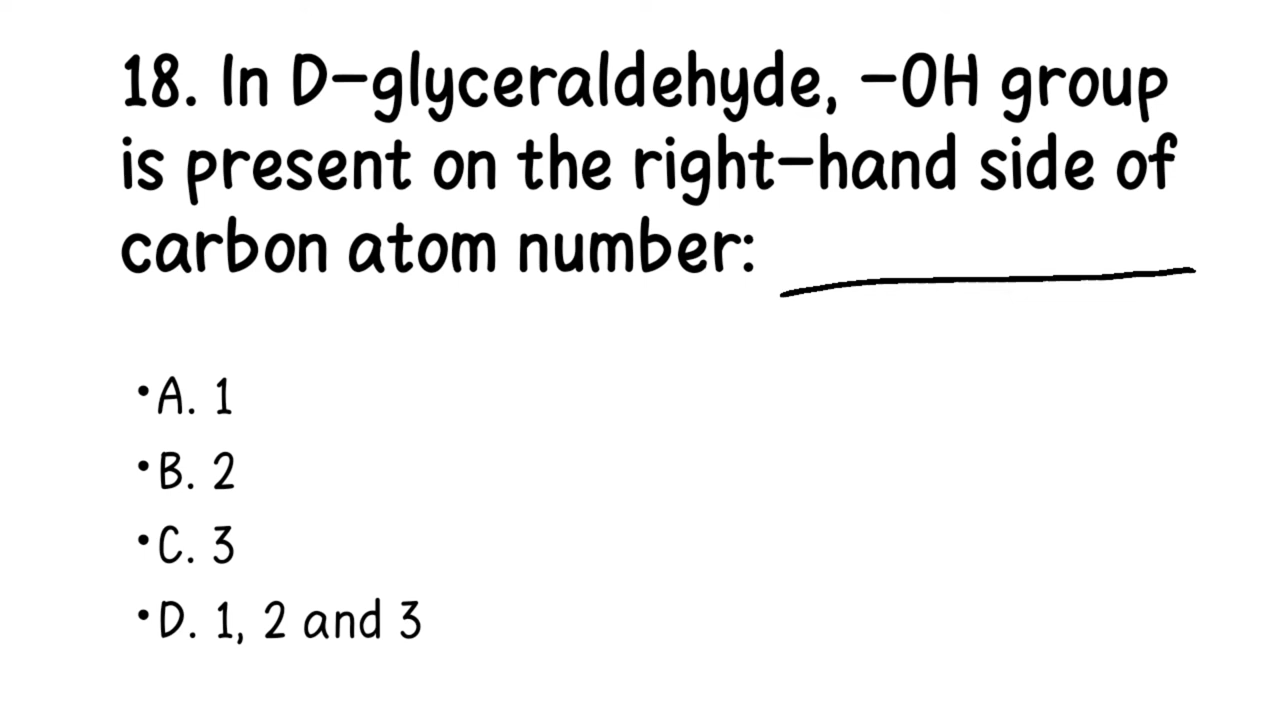 18. In D-glyceraldehyde, -OH group
is present on the right-hand side of
carbon atom number:
•A. 1
•B. 2
•C. 3
•D. 1, 2 and 3